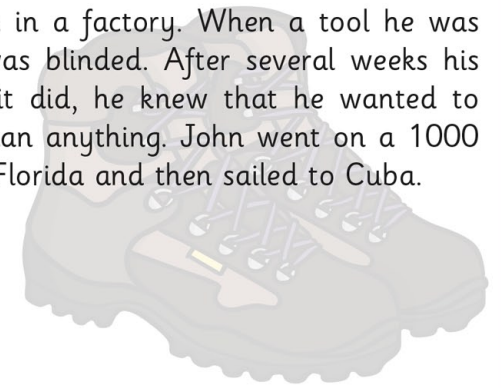 in a factory. When a tool he was
was blinded. After several weeks his
it did, he knew that he wanted to
an anything. John went on a 1000
Florida and then sailed to Cuba.